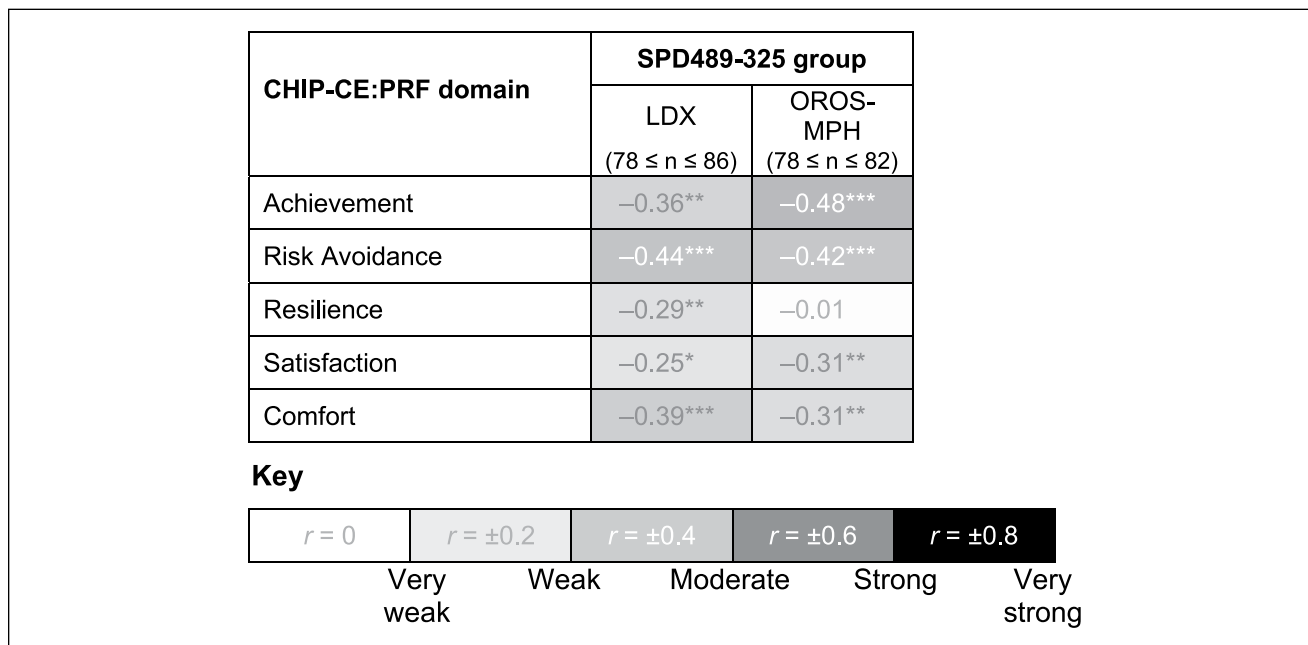 CHIP-CE:PRF domain
SPD489-325 group
LDX
(78 ≤ n ≤ 86)
OROS-
MPH
(78 ≤ n ≤ 82)
Achievement –0.36** –0.48***
Risk Avoidance –0.44*** –0.42***
Resilience –0.29** –0.01
Satisfaction –0.25* –0.31**
Comfort –0.39*** –0.31**
Key
r = 0 r = ±0.2 r = ±0.4 r = ±0.6 r = ±0.8
Very Weak Moderate Strong Very
weak strong